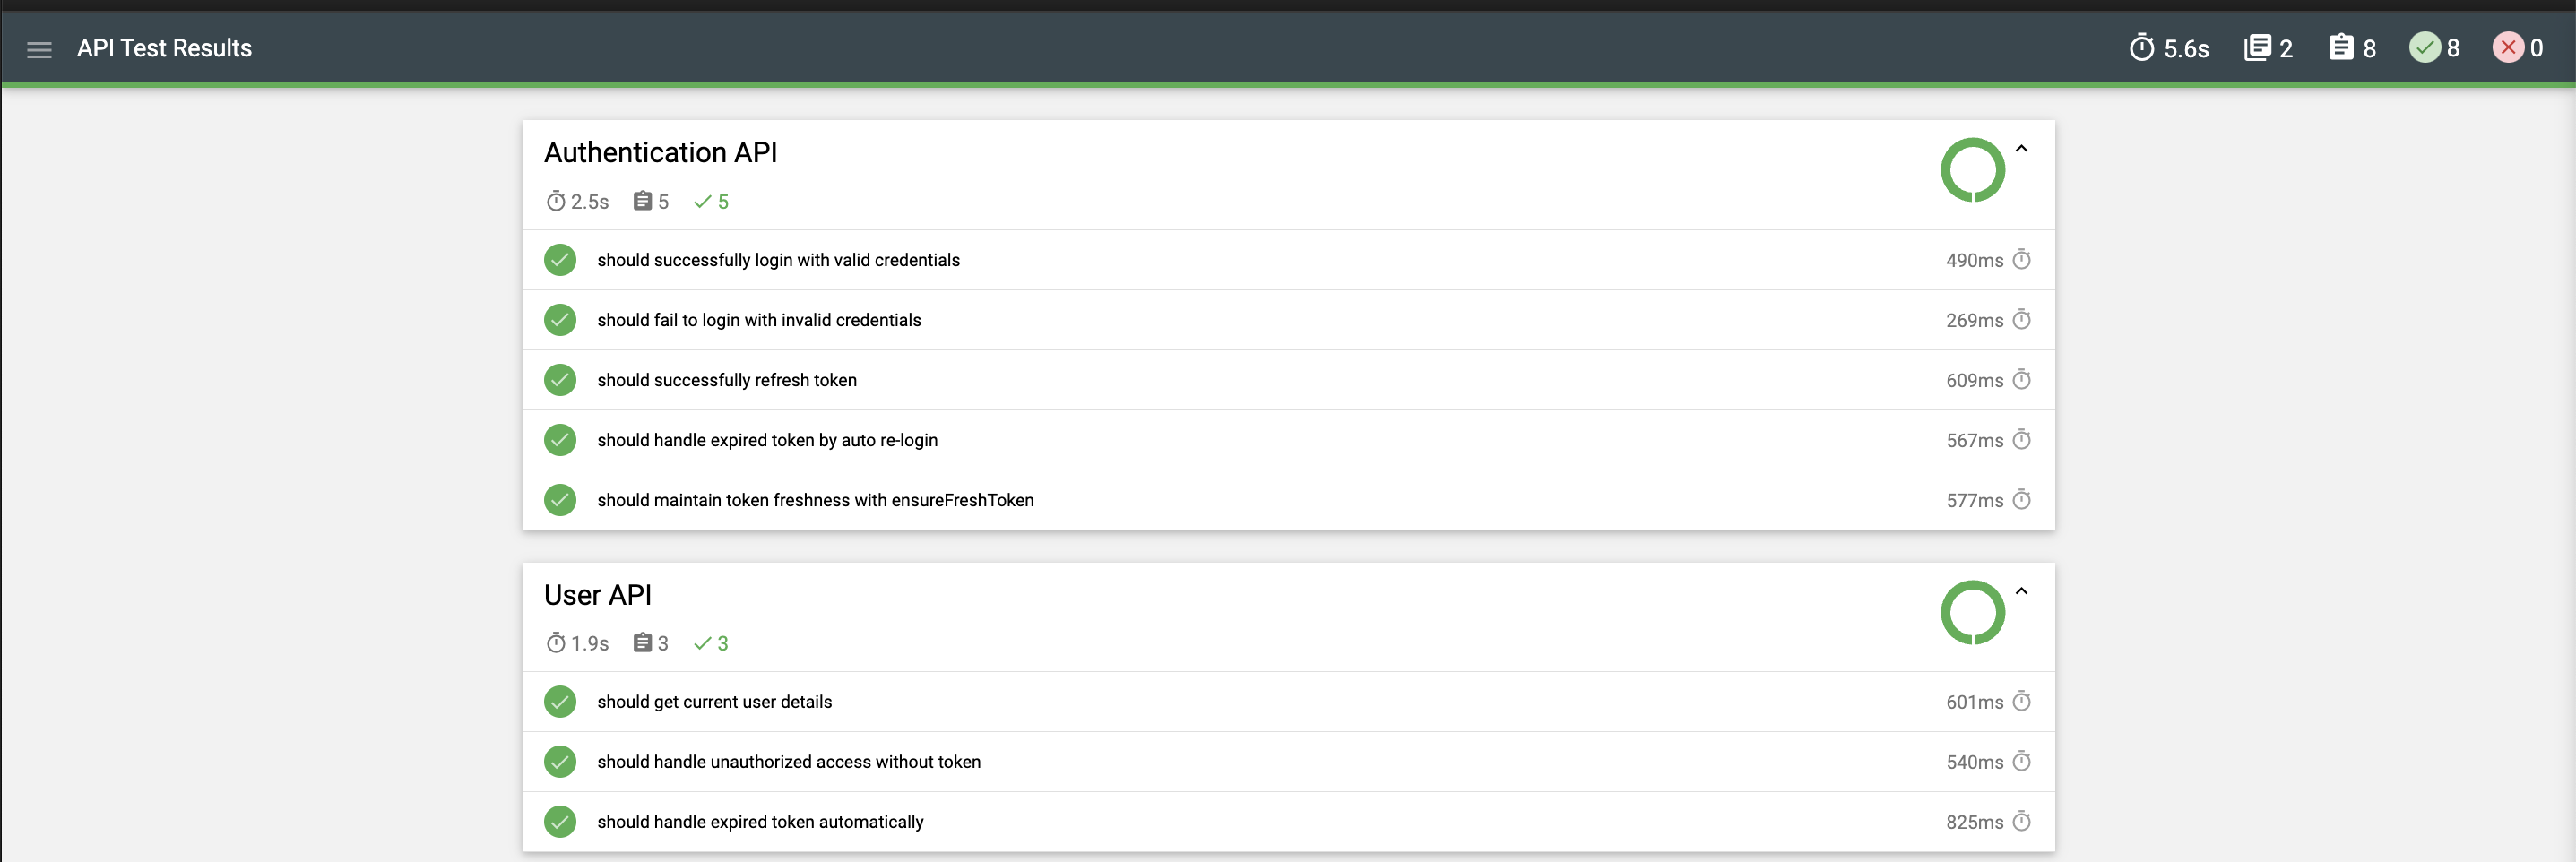 API Test Results 5.6s 2 8 8 0
Authentication API
2.5s 5 5
should successfully login with valid credentials 490ms
should fail to login with invalid credentials 269ms
should successfully refresh token 609ms
should handle expired token by auto re-login 567ms
should maintain token freshness with ensureFreshToken 577ms
User API
1.9s 3 3
should get current user details 601ms
should handle unauthorized access without token 540ms
should handle expired token automatically 825ms